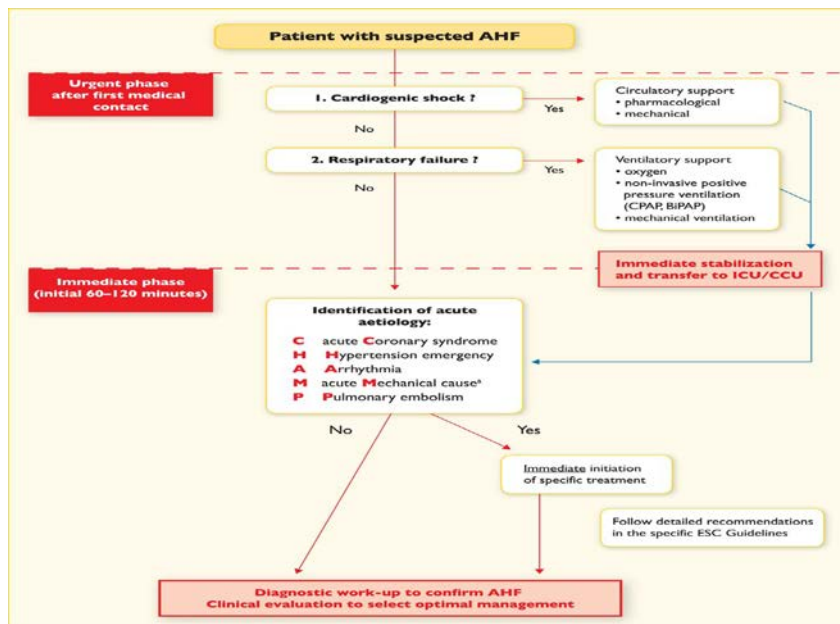 Patient with suspected AHF
Urgent phase
after first medical
contact
1. Cardiogenic shock ?
Yes
Circulatory support
• pharmacological
• mechanical
No
2. Respiratory failure ?
Yes
Ventilatory support
• oxygen
• non-invasive positive
pressure ventilation
(CPAP, BiPAP)
• mechanical ventilation
No
Immediate stabilization
and transfer to ICU/CCU
Immediate phase
(initial 60–120 minutes)
Identification of acute
aetiology:
C acute Coronary syndrome
H Hypertension emergency
A Arrhythmia
M acute Mechanical causeᵃ
P Pulmonary embolism
No
Yes
Immediate initiation
of specific treatment
Follow detailed recommendations
in the specific ESC Guidelines
Diagnostic work-up to confirm AHF
Clinical evaluation to select optimal management